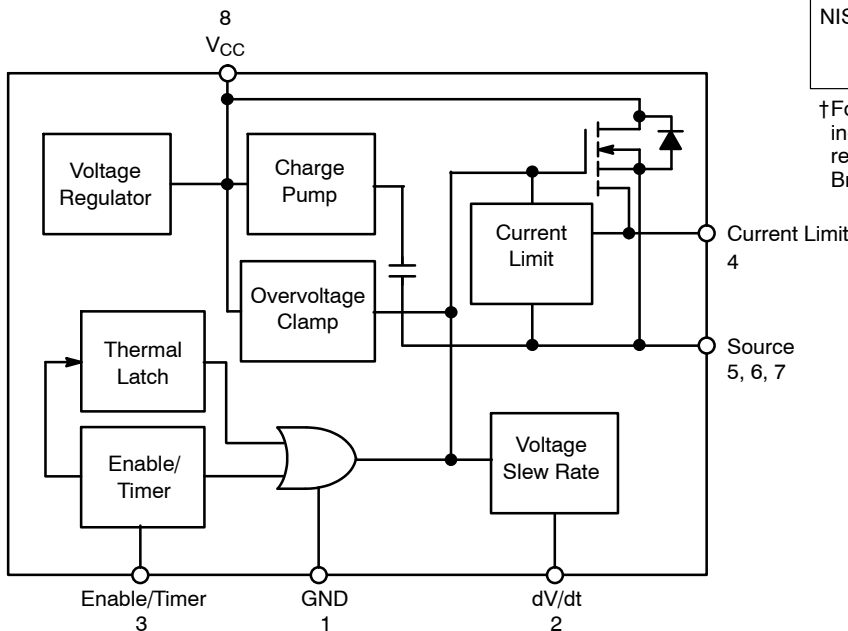 8
VCC
NIS
†Fo
in
re
Br
Voltage
Regulator
Charge
Pump
Current
Limit
Current Limit
4
Overvoltage
Clamp
Thermal
Latch
Source
5, 6, 7
Enable/
Timer
Voltage
Slew Rate
Enable/Timer
3
GND
1
dV/dt
2